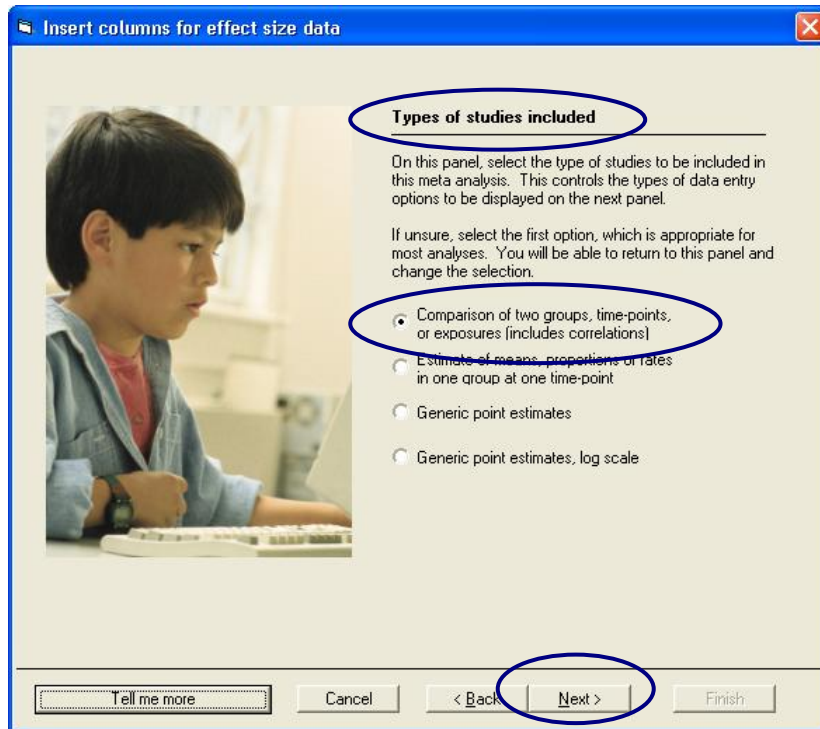 Insert columns for effect size data
Types of studies included
On this panel, select the type of studies to be included in
this meta analysis. This controls the types of data entry
options to be displayed on the next panel.
If unsure, select the first option, which is appropriate for
most analyses. You will be able to return to this panel and
change the selection.
Comparison of two groups, time-points,
or exposures (includes correlations)
Estimate of means, proportions or rates
in one group at one time-point
Generic point estimates
Generic point estimates, log scale
Tell me more
Cancel
< Back
Next >
Finish